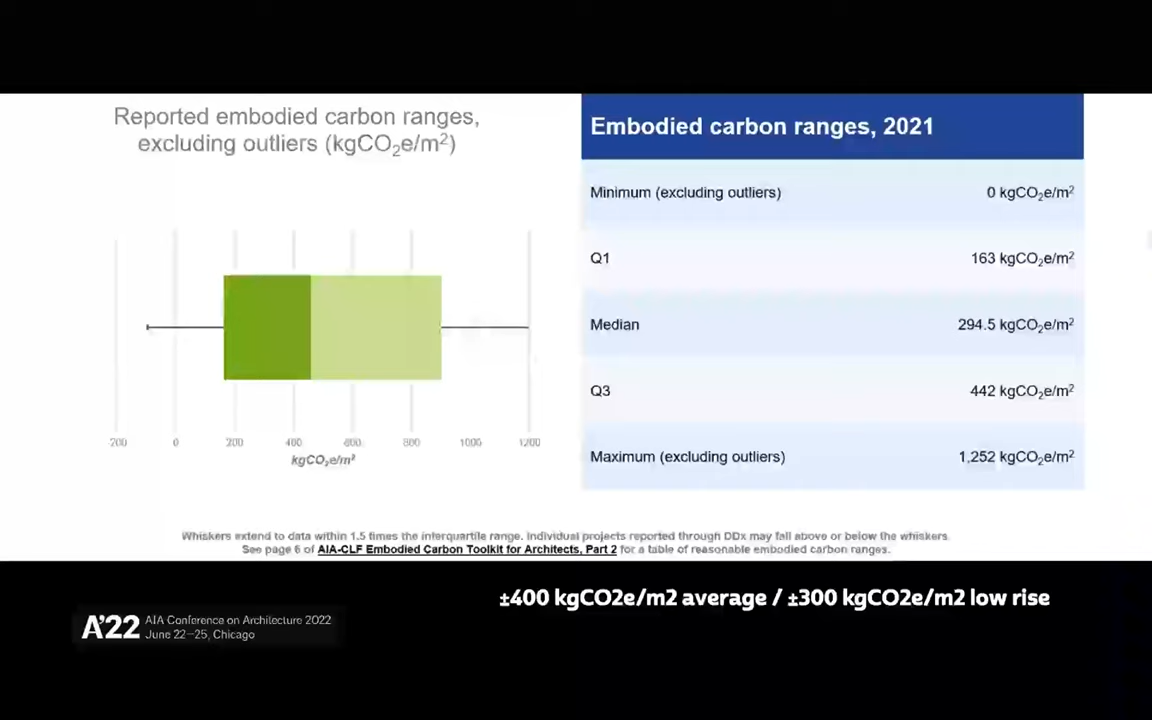 Reported embodied carbon ranges,
excluding outliers (kgCO₂e/m²)
200 0 200 400 600 800 1000 1200
kgCO₂e/m²
Embodied carbon ranges, 2021
Minimum (excluding outliers) 0 kgCO₂e/m²
Q1 163 kgCO₂e/m²
Median 294.5 kgCO₂e/m²
Q3 442 kgCO₂e/m²
Maximum (excluding outliers) 1,252 kgCO₂e/m²
Whiskers extend to data within 1.5 times the interquartile range. Individual projects reported through DDx may fall above or below the whiskers.
See page 6 of AIA-CLF Embodied Carbon Toolkit for Architects, Part 2 for a table of reasonable embodied carbon ranges.
±400 kgCO2e/m2 average / ±300 kgCO2e/m2 low rise
A'22 AIA Conference on Architecture 2022
June 22–25, Chicago